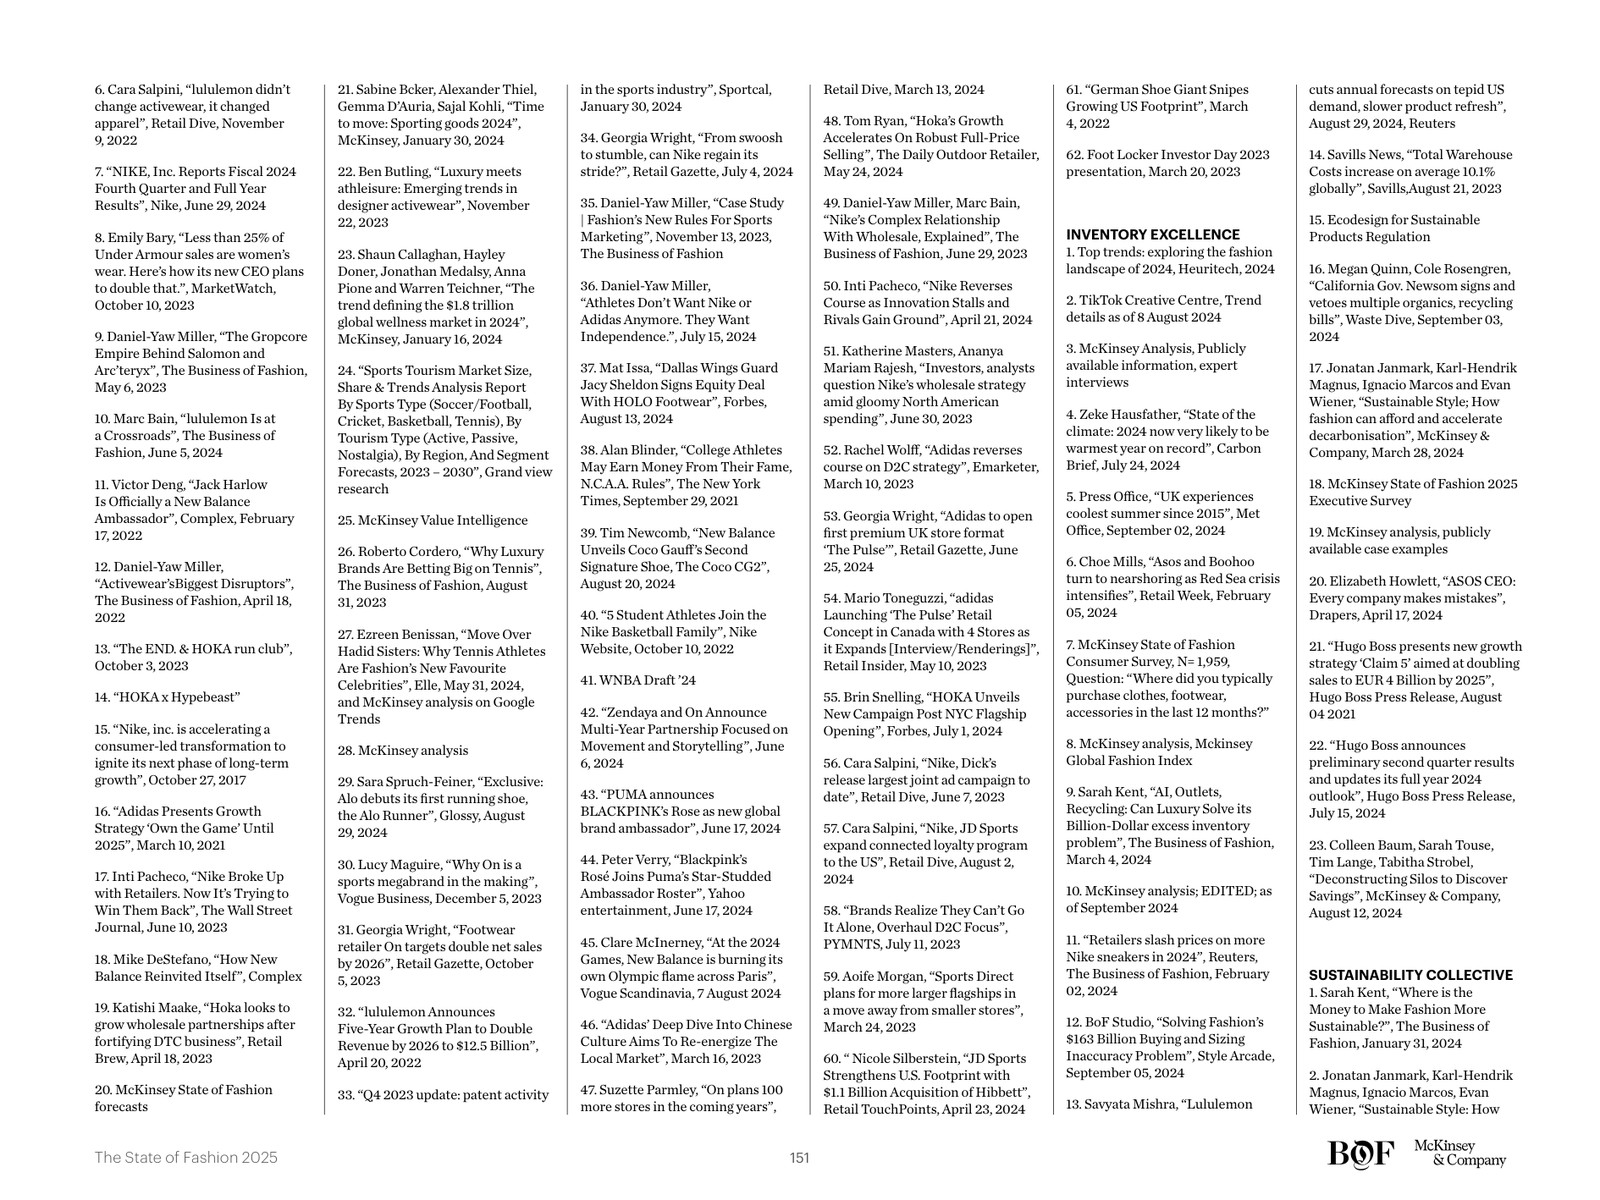 6. Cara Salpini, “lululemon didn’t
change activewear, it changed
apparel”, Retail Dive, November
9, 2022
7. “NIKE, Inc. Reports Fiscal 2024
Fourth Quarter and Full Year
Results”, Nike, June 29, 2024
8. Emily Bary, “Less than 25% of
Under Armour sales are women’s
wear. Here’s how its new CEO plans
to double that.”, MarketWatch,
October 10, 2023
9. Daniel-Yaw Miller, “The Gropcore
Empire Behind Salomon and
Arc’teryx”, The Business of Fashion,
May 6, 2023
10. Marc Bain, “lululemon Is at
a Crossroads”, The Business of
Fashion, June 5, 2024
11. Victor Deng, “Jack Harlow
Is Officially a New Balance
Ambassador”, Complex, February
17, 2022
12. Daniel-Yaw Miller,
“Activewear’sBiggest Disruptors”,
The Business of Fashion, April 18,
2022
13. “The END. & HOKA run club”,
October 3, 2023
14. “HOKA x Hypebeast”
15. “Nike, inc. is accelerating a
consumer-led transformation to
ignite its next phase of long-term
growth”, October 27, 2017
16. “Adidas Presents Growth
Strategy ‘Own the Game’ Until
2025”, March 10, 2021
17. Inti Pacheco, “Nike Broke Up
with Retailers. Now It’s Trying to
Win Them Back”, The Wall Street
Journal, June 10, 2023
18. Mike DeStefano, “How New
Balance Reinvited Itself”, Complex
19. Katishi Maake, “Hoka looks to
grow wholesale partnerships after
fortifying DTC business”, Retail
Brew, April 18, 2023
20. McKinsey State of Fashion
forecasts
21. Sabine Bcker, Alexander Thiel,
Gemma D’Auria, Sajal Kohli, “Time
to move: Sporting goods 2024”,
McKinsey, January 30, 2024
22. Ben Butling, “Luxury meets
athleisure: Emerging trends in
designer activewear”, November
22, 2023
23. Shaun Callaghan, Hayley
Doner, Jonathan Medalsy, Anna
Pione and Warren Teichner, “The
trend defining the $1.8 trillion
global wellness market in 2024”,
McKinsey, January 16, 2024
24. “Sports Tourism Market Size,
Share & Trends Analysis Report
By Sports Type (Soccer/Football,
Cricket, Basketball, Tennis), By
Tourism Type (Active, Passive,
Nostalgia), By Region, And Segment
Forecasts, 2023 – 2030”, Grand view
research
25. McKinsey Value Intelligence
26. Roberto Cordero, “Why Luxury
Brands Are Betting Big on Tennis”,
The Business of Fashion, August
31, 2023
27. Ezreen Benissan, “Move Over
Hadid Sisters: Why Tennis Athletes
Are Fashion’s New Favourite
Celebrities”, Elle, May 31, 2024,
and McKinsey analysis on Google
Trends
28. McKinsey analysis
29. Sara Spruch-Feiner, “Exclusive:
Alo debuts its first running shoe,
the Alo Runner”, Glossy, August
29, 2024
30. Lucy Maguire, “Why On is a
sports megabrand in the making”,
Vogue Business, December 5, 2023
31. Georgia Wright, “Footwear
retailer On targets double net sales
by 2026”, Retail Gazette, October
5, 2023
32. “lululemon Announces
Five-Year Growth Plan to Double
Revenue by 2026 to $12.5 Billion”,
April 20, 2022
33. “Q4 2023 update: patent activity
in the sports industry”, Sportcal,
January 30, 2024
34. Georgia Wright, “From swoosh
to stumble, can Nike regain its
stride?”, Retail Gazette, July 4, 2024
35. Daniel-Yaw Miller, “Case Study
| Fashion’s New Rules For Sports
Marketing”, November 13, 2023,
The Business of Fashion
36. Daniel-Yaw Miller,
“Athletes Don’t Want Nike or
Adidas Anymore. They Want
Independence.”, July 15, 2024
37. Mat Issa, “Dallas Wings Guard
Jacy Sheldon Signs Equity Deal
With HOLO Footwear”, Forbes,
August 13, 2024
38. Alan Blinder, “College Athletes
May Earn Money From Their Fame,
N.C.A.A. Rules”, The New York
Times, September 29, 2021
39. Tim Newcomb, “New Balance
Unveils Coco Gauff’s Second
Signature Shoe, The Coco CG2”,
August 20, 2024
40. “5 Student Athletes Join the
Nike Basketball Family”, Nike
Website, October 10, 2022
41. WNBA Draft ’24
42. “Zendaya and On Announce
Multi-Year Partnership Focused on
Movement and Storytelling”, June
6, 2024
43. “PUMA announces
BLACKPINK’s Rose as new global
brand ambassador”, June 17, 2024
44. Peter Verry, “Blackpink’s
Rosé Joins Puma’s Star-Studded
Ambassador Roster”, Yahoo
entertainment, June 17, 2024
45. Clare McInerney, “At the 2024
Games, New Balance is burning its
own Olympic flame across Paris”,
Vogue Scandinavia, 7 August 2024
46. “Adidas’ Deep Dive Into Chinese
Culture Aims To Re-energize The
Local Market”, March 16, 2023
47. Suzette Parmley, “On plans 100
more stores in the coming years”,
Retail Dive, March 13, 2024
48. Tom Ryan, “Hoka’s Growth
Accelerates On Robust Full-Price
Selling”, The Daily Outdoor Retailer,
May 24, 2024
49. Daniel-Yaw Miller, Marc Bain,
“Nike’s Complex Relationship
With Wholesale, Explained”, The
Business of Fashion, June 29, 2023
50. Inti Pacheco, “Nike Reverses
Course as Innovation Stalls and
Rivals Gain Ground”, April 21, 2024
51. Katherine Masters, Ananya
Mariam Rajesh, “Investors, analysts
question Nike’s wholesale strategy
amid gloomy North American
spending”, June 30, 2023
52. Rachel Wolff, “Adidas reverses
course on D2C strategy”, Emarketer,
March 10, 2023
53. Georgia Wright, “Adidas to open
first premium UK store format
‘The Pulse’”, Retail Gazette, June
25, 2024
54. Mario Toneguzzi, “adidas
Launching ‘The Pulse’ Retail
Concept in Canada with 4 Stores as
it Expands [Interview/Renderings]”,
Retail Insider, May 10, 2023
55. Brin Snelling, “HOKA Unveils
New Campaign Post NYC Flagship
Opening”, Forbes, July 1, 2024
56. Cara Salpini, “Nike, Dick’s
release largest joint ad campaign to
date”, Retail Dive, June 7, 2023
57. Cara Salpini, “Nike, JD Sports
expand connected loyalty program
to the US”, Retail Dive, August 2,
2024
58. “Brands Realize They Can’t Go
It Alone, Overhaul D2C Focus”,
PYMNTS, July 11, 2023
59. Aoife Morgan, “Sports Direct
plans for more larger flagships in
a move away from smaller stores”,
March 24, 2023
60. “ Nicole Silberstein, “JD Sports
Strengthens U.S. Footprint with
$1.1 Billion Acquisition of Hibbett”,
Retail TouchPoints, April 23, 2024
61. “German Shoe Giant Snipes
Growing US Footprint”, March
4, 2022
62. Foot Locker Investor Day 2023
presentation, March 20, 2023
INVENTORY EXCELLENCE
1. Top trends: exploring the fashion
landscape of 2024, Heuritech, 2024
2. TikTok Creative Centre, Trend
details as of 8 August 2024
3. McKinsey Analysis, Publicly
available information, expert
interviews
4. Zeke Hausfather, “State of the
climate: 2024 now very likely to be
warmest year on record”, Carbon
Brief, July 24, 2024
5. Press Office, “UK experiences
coolest summer since 2015”, Met
Office, September 02, 2024
6. Choe Mills, “Asos and Boohoo
turn to nearshoring as Red Sea crisis
intensifies”, Retail Week, February
05, 2024
7. McKinsey State of Fashion
Consumer Survey, N= 1,959,
Question: “Where did you typically
purchase clothes, footwear,
accessories in the last 12 months?”
8. McKinsey analysis, Mckinsey
Global Fashion Index
9. Sarah Kent, “AI, Outlets,
Recycling: Can Luxury Solve its
Billion-Dollar excess inventory
problem”, The Business of Fashion,
March 4, 2024
10. McKinsey analysis; EDITED; as
of September 2024
11. “Retailers slash prices on more
Nike sneakers in 2024”, Reuters,
The Business of Fashion, February
02, 2024
12. BoF Studio, “Solving Fashion’s
$163 Billion Buying and Sizing
Inaccuracy Problem”, Style Arcade,
September 05, 2024
13. Savyata Mishra, “Lululemon
cuts annual forecasts on tepid US
demand, slower product refresh”,
August 29, 2024, Reuters
14. Savills News, “Total Warehouse
Costs increase on average 10.1%
globally”, Savills,August 21, 2023
15. Ecodesign for Sustainable
Products Regulation
16. Megan Quinn, Cole Rosengren,
“California Gov. Newsom signs and
vetoes multiple organics, recycling
bills”, Waste Dive, September 03,
2024
17. Jonatan Janmark, Karl-Hendrik
Magnus, Ignacio Marcos and Evan
Wiener, “Sustainable Style; How
fashion can afford and accelerate
decarbonisation”, McKinsey &
Company, March 28, 2024
18. McKinsey State of Fashion 2025
Executive Survey
19. McKinsey analysis, publicly
available case examples
20. Elizabeth Howlett, “ASOS CEO:
Every company makes mistakes”,
Drapers, April 17, 2024
21. “Hugo Boss presents new growth
strategy ‘Claim 5’ aimed at doubling
sales to EUR 4 Billion by 2025”,
Hugo Boss Press Release, August
04 2021
22. “Hugo Boss announces
preliminary second quarter results
and updates its full year 2024
outlook”, Hugo Boss Press Release,
July 15, 2024
23. Colleen Baum, Sarah Touse,
Tim Lange, Tabitha Strobel,
“Deconstructing Silos to Discover
Savings”, McKinsey & Company,
August 12, 2024
SUSTAINABILITY COLLECTIVE
1. Sarah Kent, “Where is the
Money to Make Fashion More
Sustainable?”, The Business of
Fashion, January 31, 2024
2. Jonatan Janmark, Karl-Hendrik
Magnus, Ignacio Marcos, Evan
Wiener, “Sustainable Style: How
The State of Fashion 2025
151
BOF
McKinsey
& Company